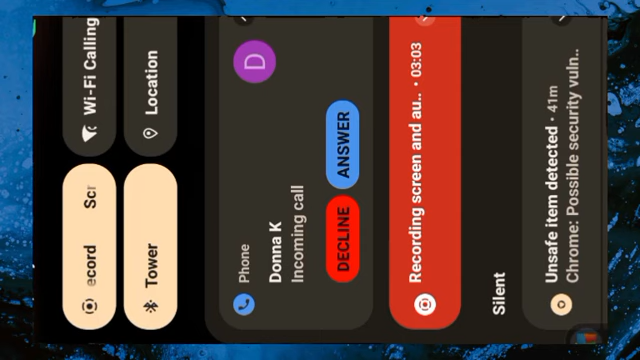 Wi-Fi Calling
Location
ecord Scr
Tower
Phone
D
Donna K
Incoming call
DECLINE ANSWER
Recording screen and au.. • 03:03
Silent
Unsafe item detected • 41m
Chrome: Possible security vuln..